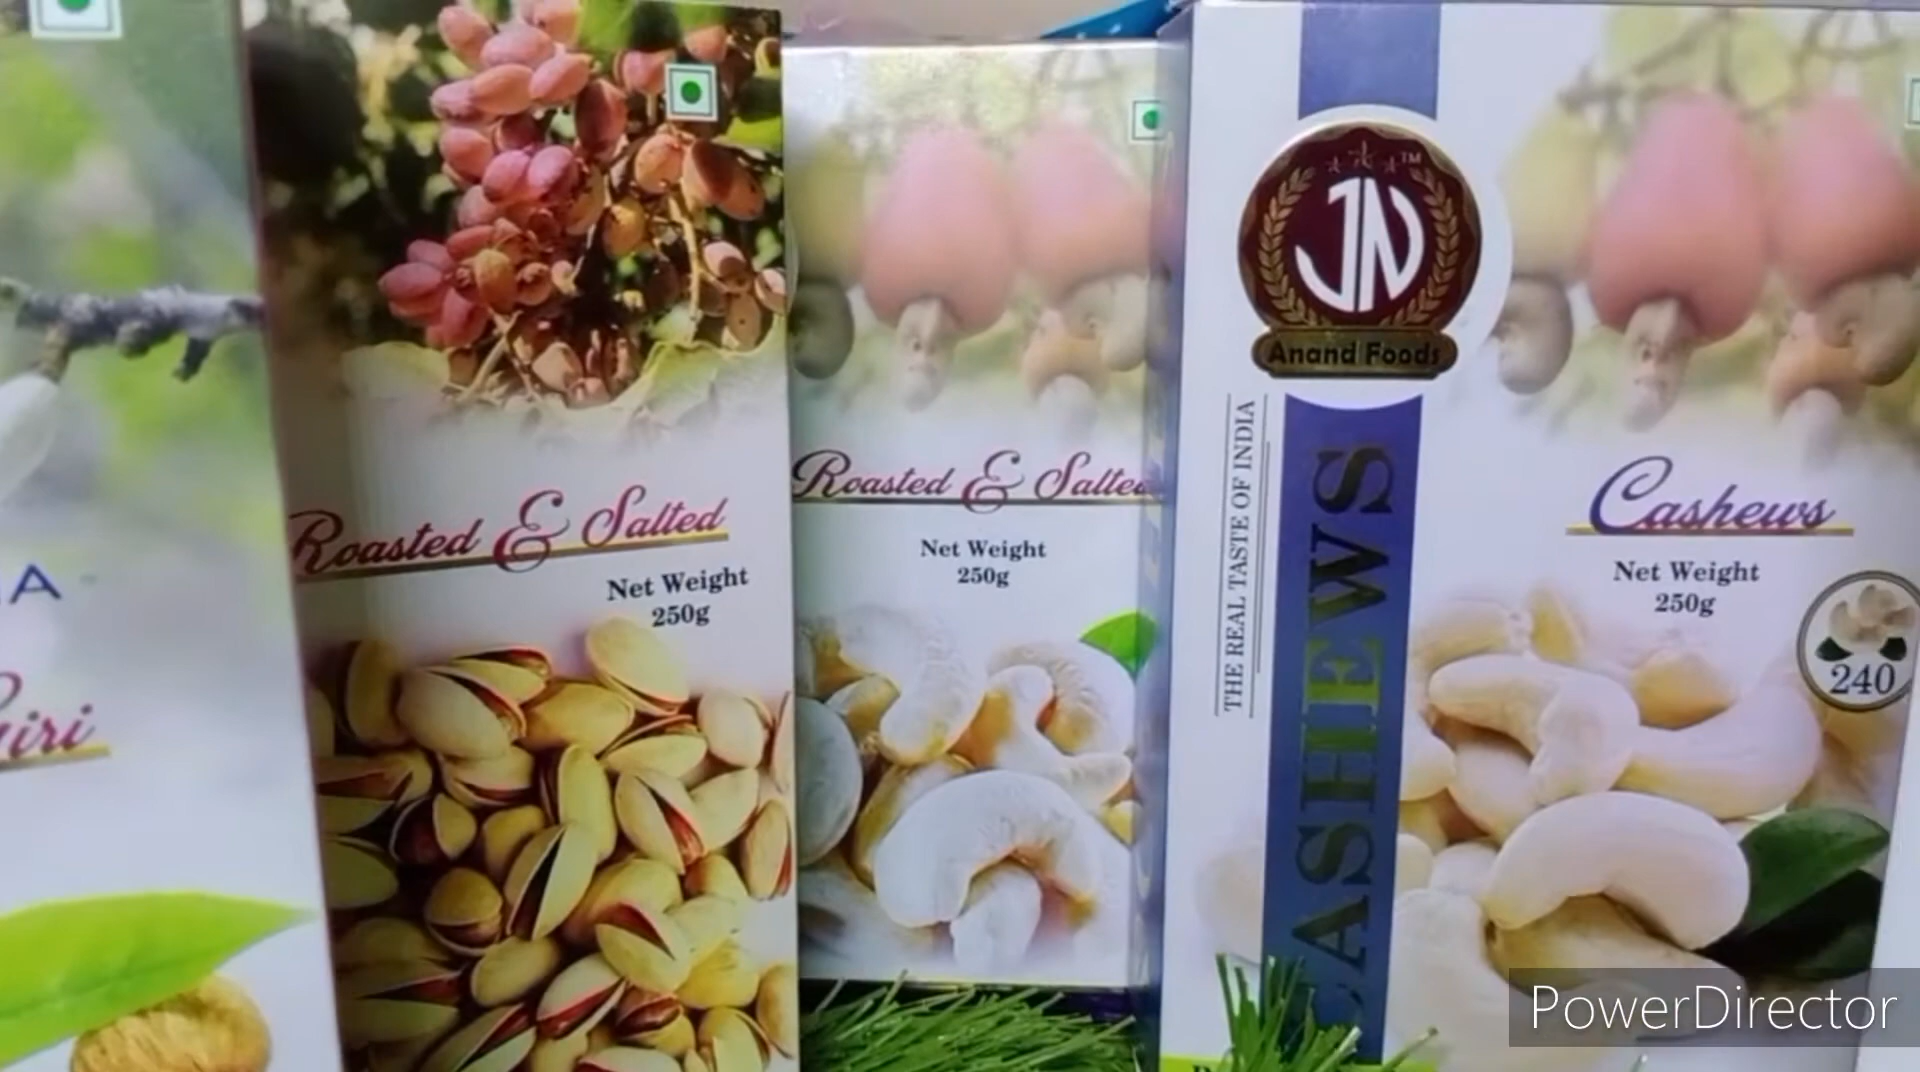 Roasted & Salted
Net Weight
250g
Roasted & Salted
Net Weight
250g
TM
JN
Anand Foods
THE REAL TASTE OF INDIA
CASHEWS
Cashews
Net Weight
250g
240
PowerDirector